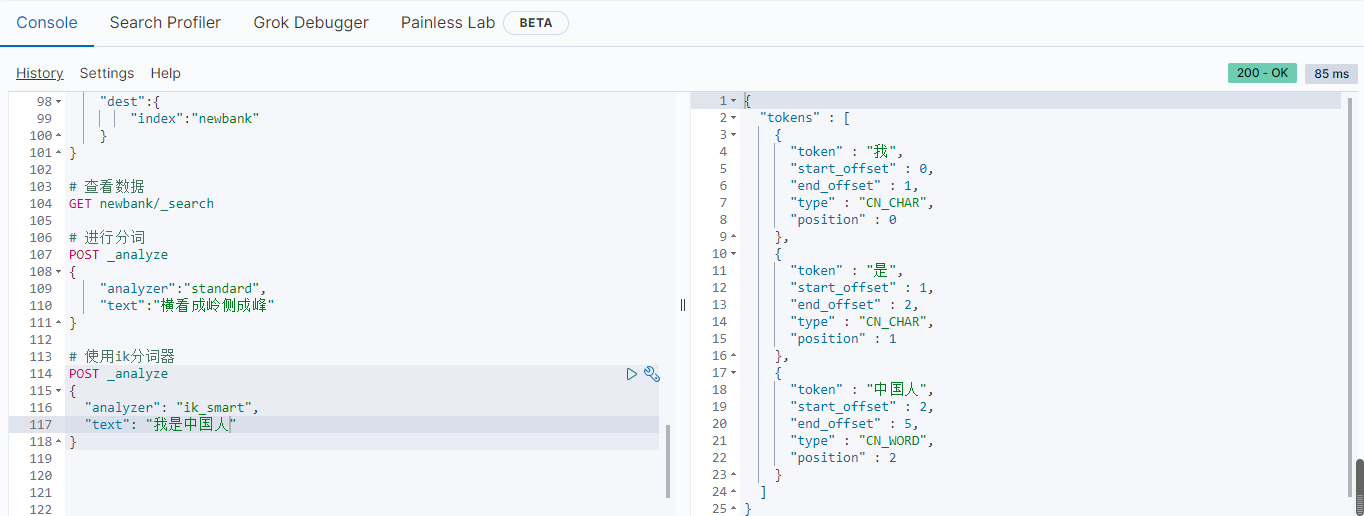 Console Search Profiler Grok Debugger Painless Lab BETA
History Settings Help 200 - OK 85 ms
98 "dest":{
99 "index":"newbank"
100 }
101 }
102
103 # 查看数据
104 GET newbank/_search
105
106 # 进行分词
107 POST _analyze
108 {
109 "analyzer":"standard",
110 "text":"横看成岭侧成峰"
111 }
112
113 # 使用ik分词器
114 POST _analyze
115 {
116 "analyzer": "ik_smart",
117 "text": "我是中国人"
118 }
119
120
121
122
1 {
2 "tokens" : [
3 {
4 "token" : "我",
5 "start_offset" : 0,
6 "end_offset" : 1,
7 "type" : "CN_CHAR",
8 "position" : 0
9 },
10 {
11 "token" : "是",
12 "start_offset" : 1,
13 "end_offset" : 2,
14 "type" : "CN_CHAR",
15 "position" : 1
16 },
17 {
18 "token" : "中国人",
19 "start_offset" : 2,
20 "end_offset" : 5,
21 "type" : "CN_WORD",
22 "position" : 2
23 }
24 ]
25 }